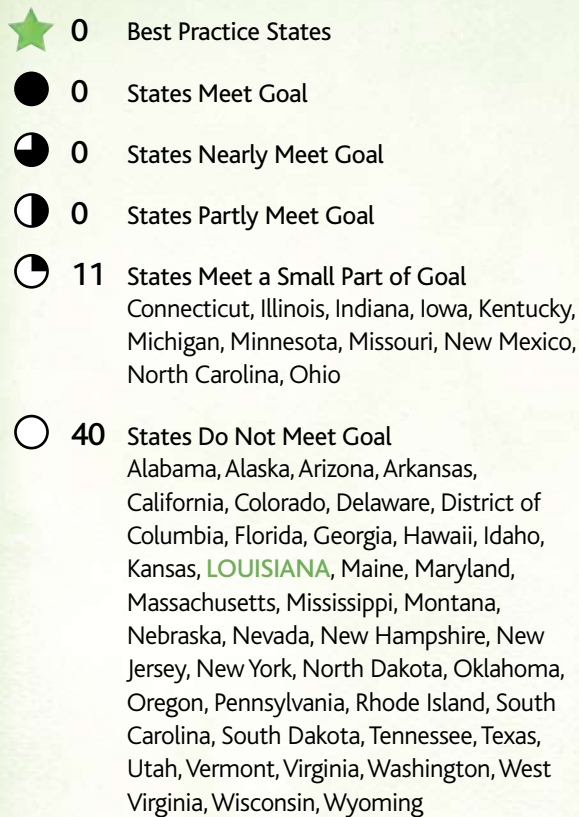 0 Best Practice States
0 States Meet Goal
0 States Nearly Meet Goal
0 States Partly Meet Goal
11 States Meet a Small Part of Goal
Connecticut, Illinois, Indiana, Iowa, Kentucky,
Michigan, Minnesota, Missouri, New Mexico,
North Carolina, Ohio
40 States Do Not Meet Goal
Alabama, Alaska, Arizona, Arkansas,
California, Colorado, Delaware, District of
Columbia, Florida, Georgia, Hawaii, Idaho,
Kansas, LOUISIANA, Maine, Maryland,
Massachusetts, Mississippi, Montana,
Nebraska, Nevada, New Hampshire, New
Jersey, New York, North Dakota, Oklahoma,
Oregon, Pennsylvania, Rhode Island, South
Carolina, South Dakota, Tennessee, Texas,
Utah, Vermont, Virginia, Washington, West
Virginia, Wisconsin, Wyoming